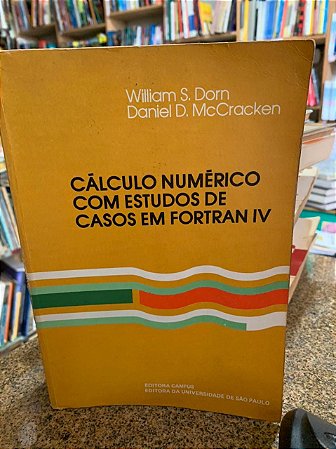 William S. Dorn
Daniel D. McCracken
CÁLCULO NUMÉRICO
COM ESTUDOS DE
CASOS EM FORTRAN IV
EDITORA CAMPUS
EDITORA DA UNIVERSIDADE DE SÃO PAULO